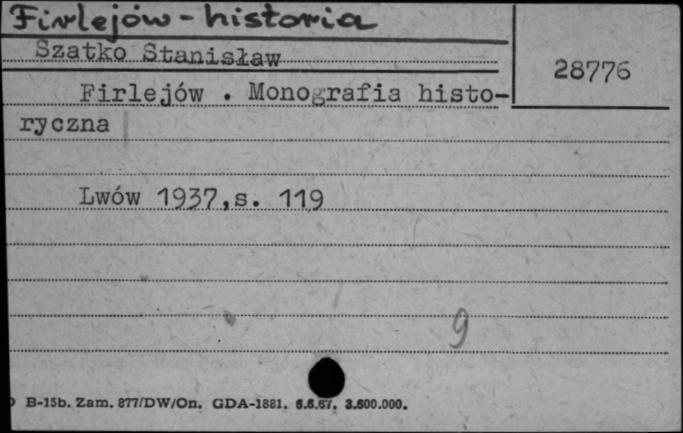 Firlejów - historia
Szatko Stanisław
28776
Firlejów . Monografia histo-
ryczna
Lwów 1937,s. 119
9
B-15b. Zam. 877/DW/On. GDA-1881. 6.6.67. 3.600.000.